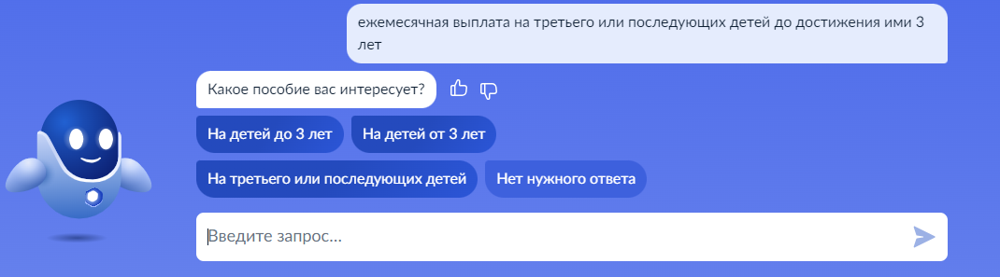 ежемесячная выплата на третьего или последующих детей до достижения ими 3
лет
Какое пособие вас интересует?
На детей до 3 лет
На детей от 3 лет
На третьего или последующих детей
Нет нужного ответа
Введите запрос...